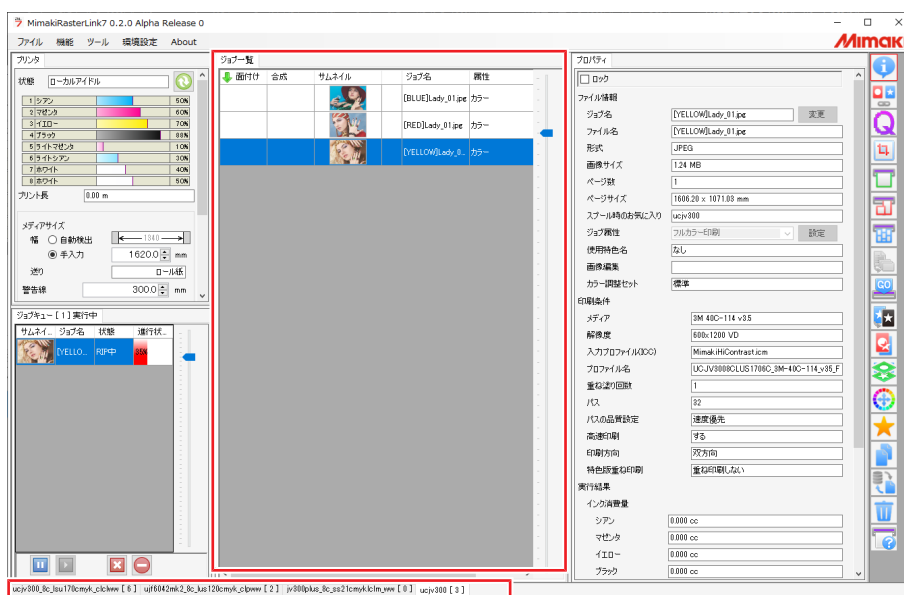 MimakiRasterLink7 0.2.0 Alpha Release 0
ファイル 機能 ツール 環境設定 About
Mimaki
プリンタ
状態 ローカルアイドル
1 シアン 50%
2 マゼンタ 60%
3 イエロー 70%
4 ブラック 88%
5 ライトマゼンタ 10%
6 ライトシアン 30%
7 ホワイト 40%
8 ホワイト 50%
プリント長 0.00 m
メディアサイズ
幅 自動検出 1340
手入力 1620.0 mm
送り ロール紙
警告線 300.0 mm
ジョブキュー [ 1 ] 実行中
サムネイ... ジョブ名 状態 進行状...
[YELLO... RIP中 35%
ジョブ一覧
面付け 合成 サムネイル ジョブ名 属性
[BLUE]Lady_01.jpg カラー
[RED]Lady_01.jpg カラー
[YELLOW]Lady_0... カラー
プロパティ
ロック
ファイル情報
ジョブ名 [YELLOW]Lady_01.jpg 変更
ファイル名 [YELLOW]Lady_01.jpg
形式 JPEG
画像サイズ 1.24 MB
ページ数 1
ページサイズ 1606.20 x 1071.03 mm
スプール時のお気に入り ucjv300
ジョブ属性 フルカラー印刷 設定
使用特色名 なし
画像編集
カラー調整セット 標準
印刷条件
メディア 3M 40C-114 v3.5
解像度 600x1200 VD
入力プロファイル(ICC) MimakiHiContrast.icm
プロファイル名 UCJV3008CLUS1706C_3M-40C-114_v35_F
重ね塗り回数 1
パス 32
パスの品質設定 速度優先
高速印刷 する
印刷方向 双方向
特色版重ね印刷 重ね印刷しない
実行結果
インク消費量
シアン 0.000 cc
マゼンタ 0.000 cc
イエロー 0.000 cc
ブラック 0.000 cc
GO
ucjv300_8c_lsu170cmyk_clclww [ 6 ] ujf6042mk2_8c_lus120cmyk_clpww [ 2 ] jv300plus_8c_ss21cmyklclm_ww [ 0 ] ucjv300 [ 3 ]